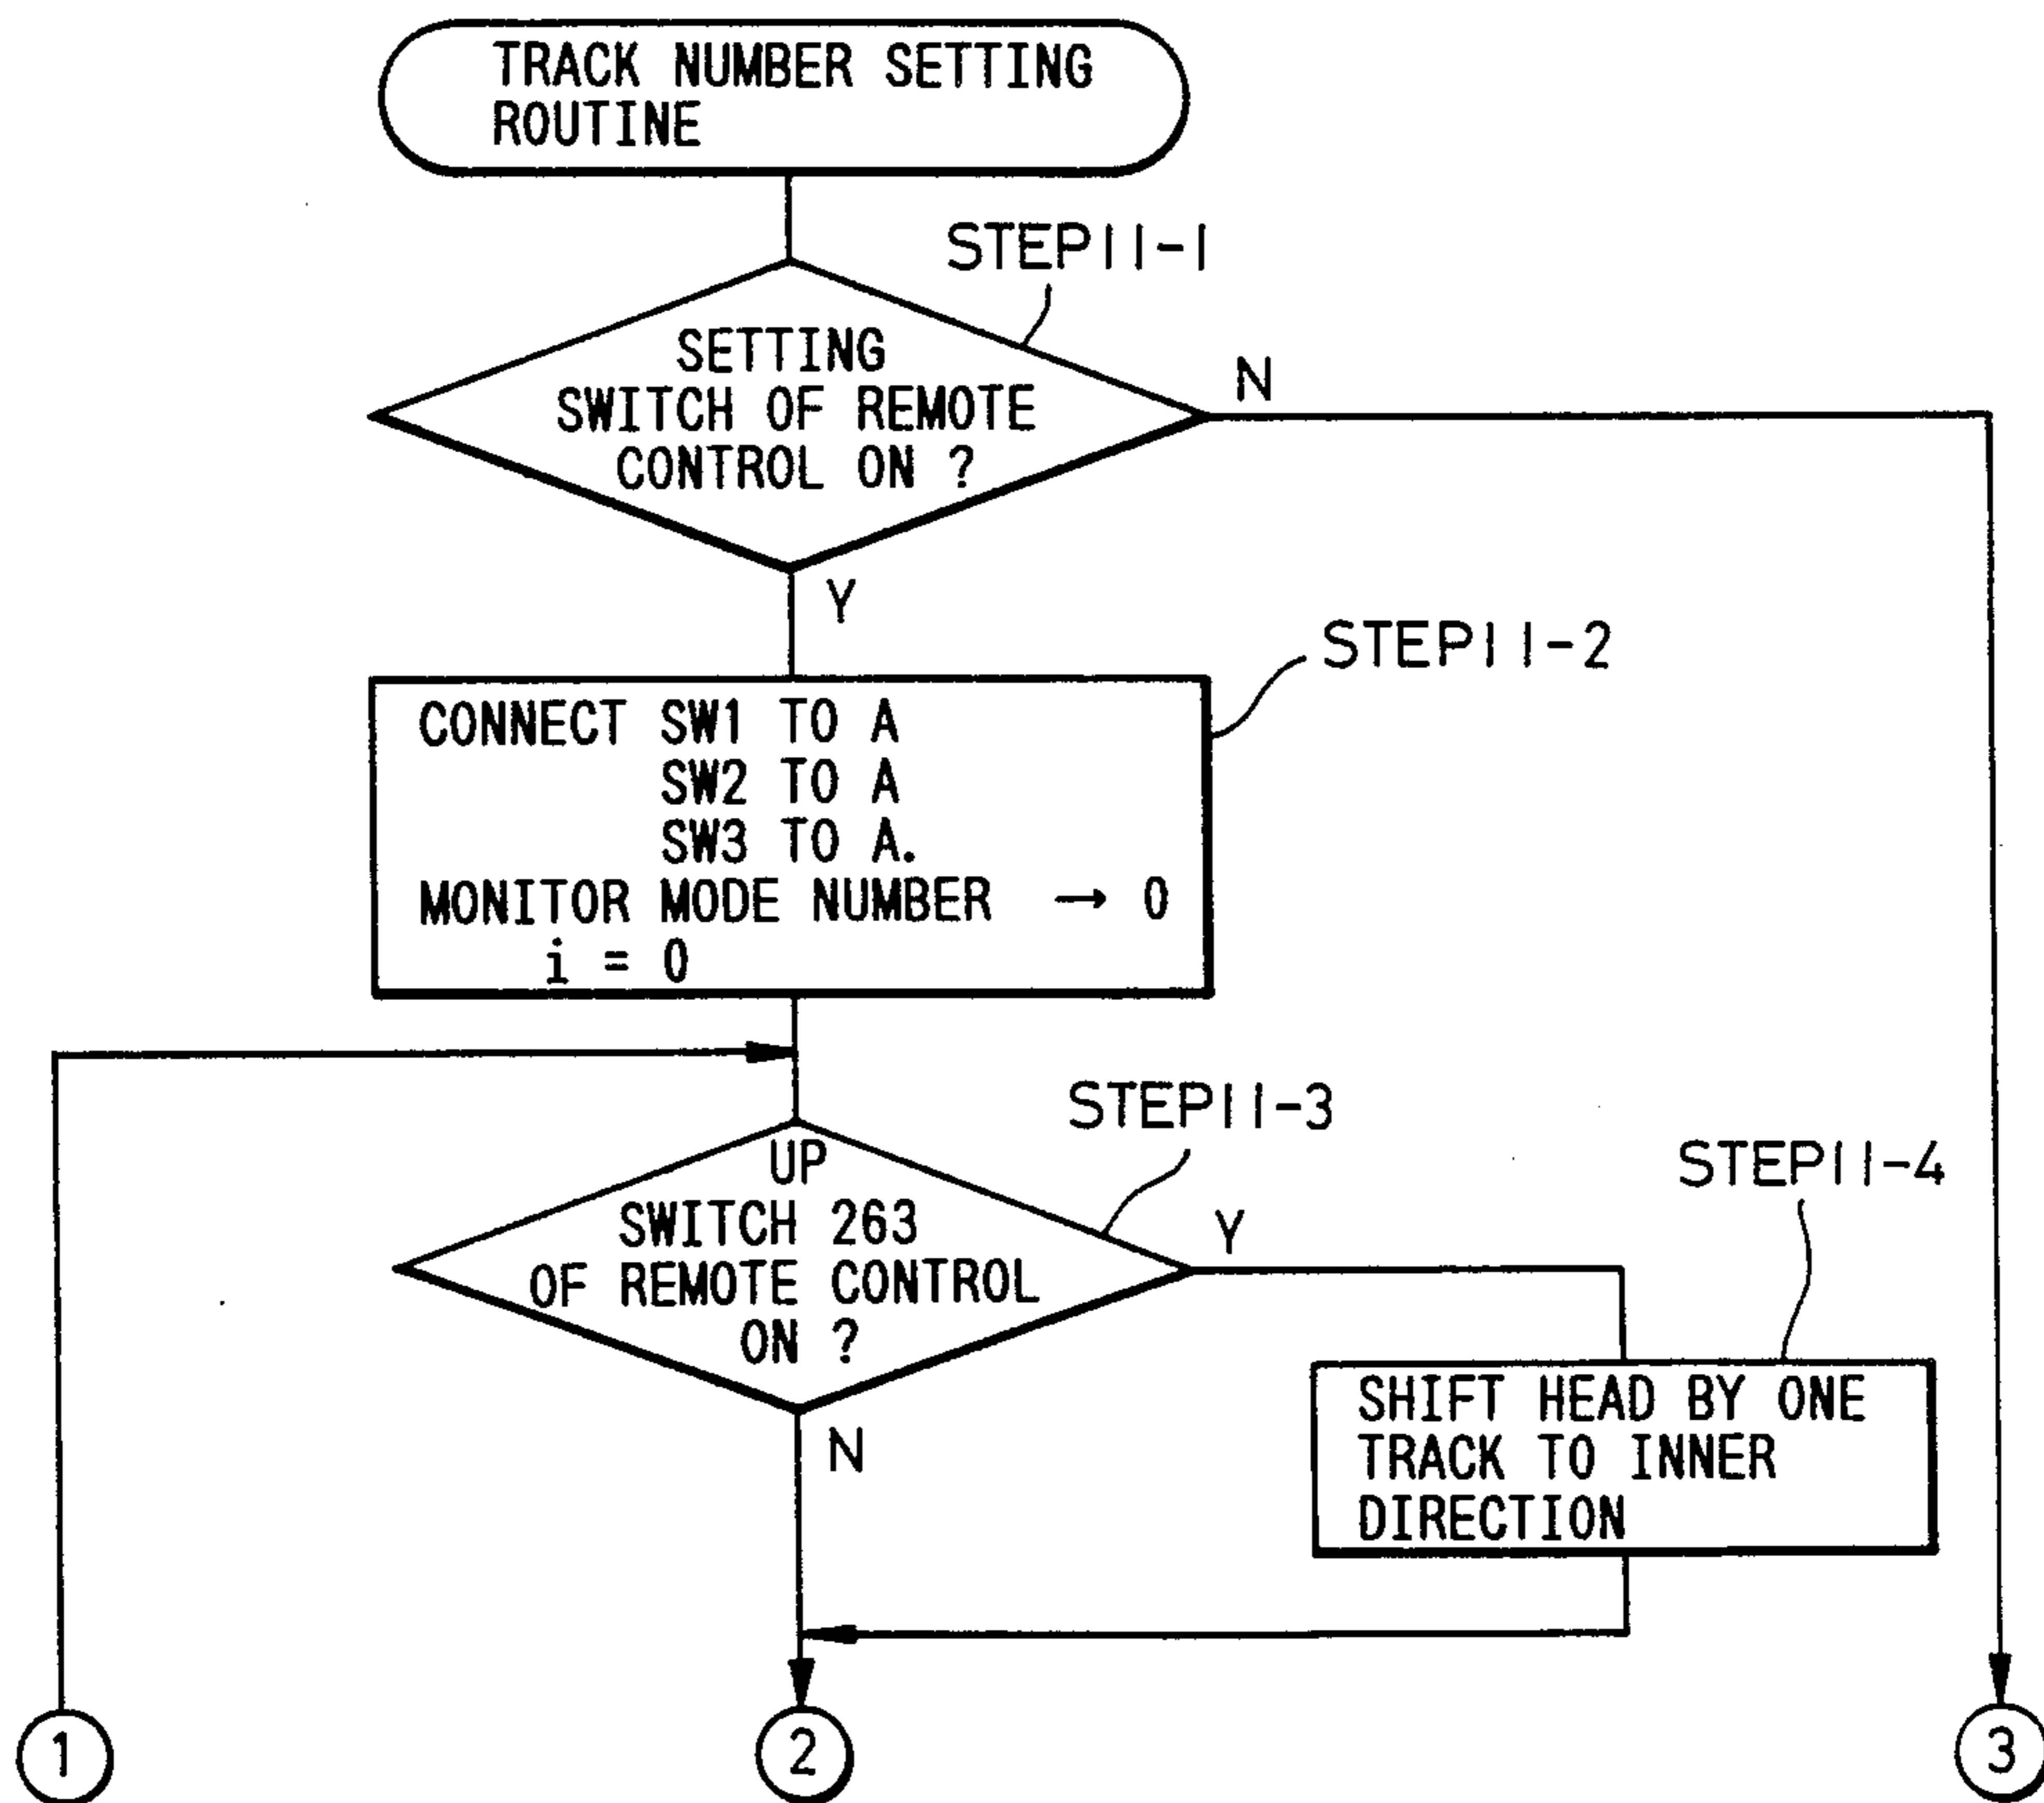 TRACK NUMBER SETTING
ROUTINE
STEP11-1
SETTING
SWITCH OF REMOTE
CONTROL ON ?
N
Y
STEP11-2
CONNECT SW1 TO A
SW2 TO A
SW3 TO A.
MONITOR MODE NUMBER → 0
i = 0
STEP11-3
UP
SWITCH 263
OF REMOTE CONTROL
ON ?
Y
N
STEP11-4
SHIFT HEAD BY ONE
TRACK TO INNER
DIRECTION
1
2
3